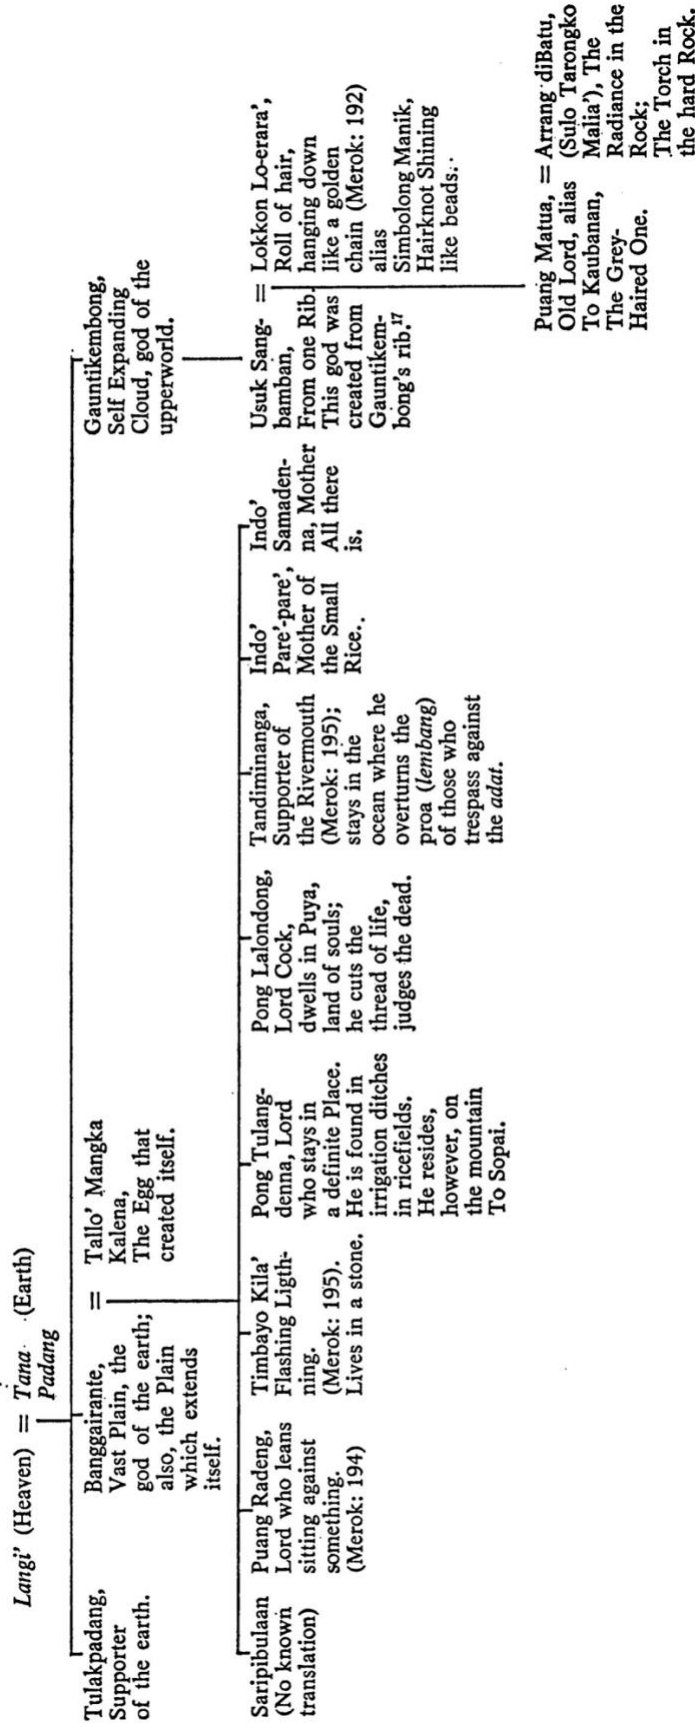 Langi' (Heaven) = Tana (Earth)
Padang
Tulakpadang,
Supporter
of the earth.
Banggairante,
Vast Plain, the
god of the earth;
also, the Plain
which extends
itself.
=
Tallo' Mangka
Kalena,
The Egg that
created itself.
Gauntikembong,
Self Expanding
Cloud, god of the
upperworld.
Saripibulaan
(No known
translation)
Puang Radeng,
Lord who leans
sitting against
something.
(Merok: 194)
Timbayo Kila'
Flashing Ligth-
ning.
(Merok: 195).
Lives in a stone.
Pong Tulang-
denna, Lord
who stays in
a definite Place.
He is found in
irrigation ditches
in ricefields.
He resides,
however, on
the mountain
To Sopai.
Pong Lalondong,
Lord Cock,
dwells in Puya,
land of souls;
he cuts the
thread of life,
judges the dead.
Tandiminanga,
Supporter of
the Rivermouth
(Merok: 195);
stays in the
ocean where he
overturns the
proa (lembang)
of those who
trespass against
the adat.
Indo'
Pare'-pare',
Mother of
the Small
Rice.
Indo'
Samaden-
na, Mother
All there
is.
Usuk Sang-
bamban,
From one Rib.
This god was
created from
Gauntikem-
bong's rib.17
=
Lokkon Lo-erara',
Roll of hair,
hanging down
like a golden
chain (Merok: 192)
alias
Simbolong Manik,
Hairknot Shining
like beads.
Puang Matua,
Old Lord, alias
To Kaubanan,
The Grey-
Haired One.
=
Arrang diBatu,
(Sulo Tarongko
Malia'), The
Radiance in the
Rock;
The Torch in
the hard Rock.